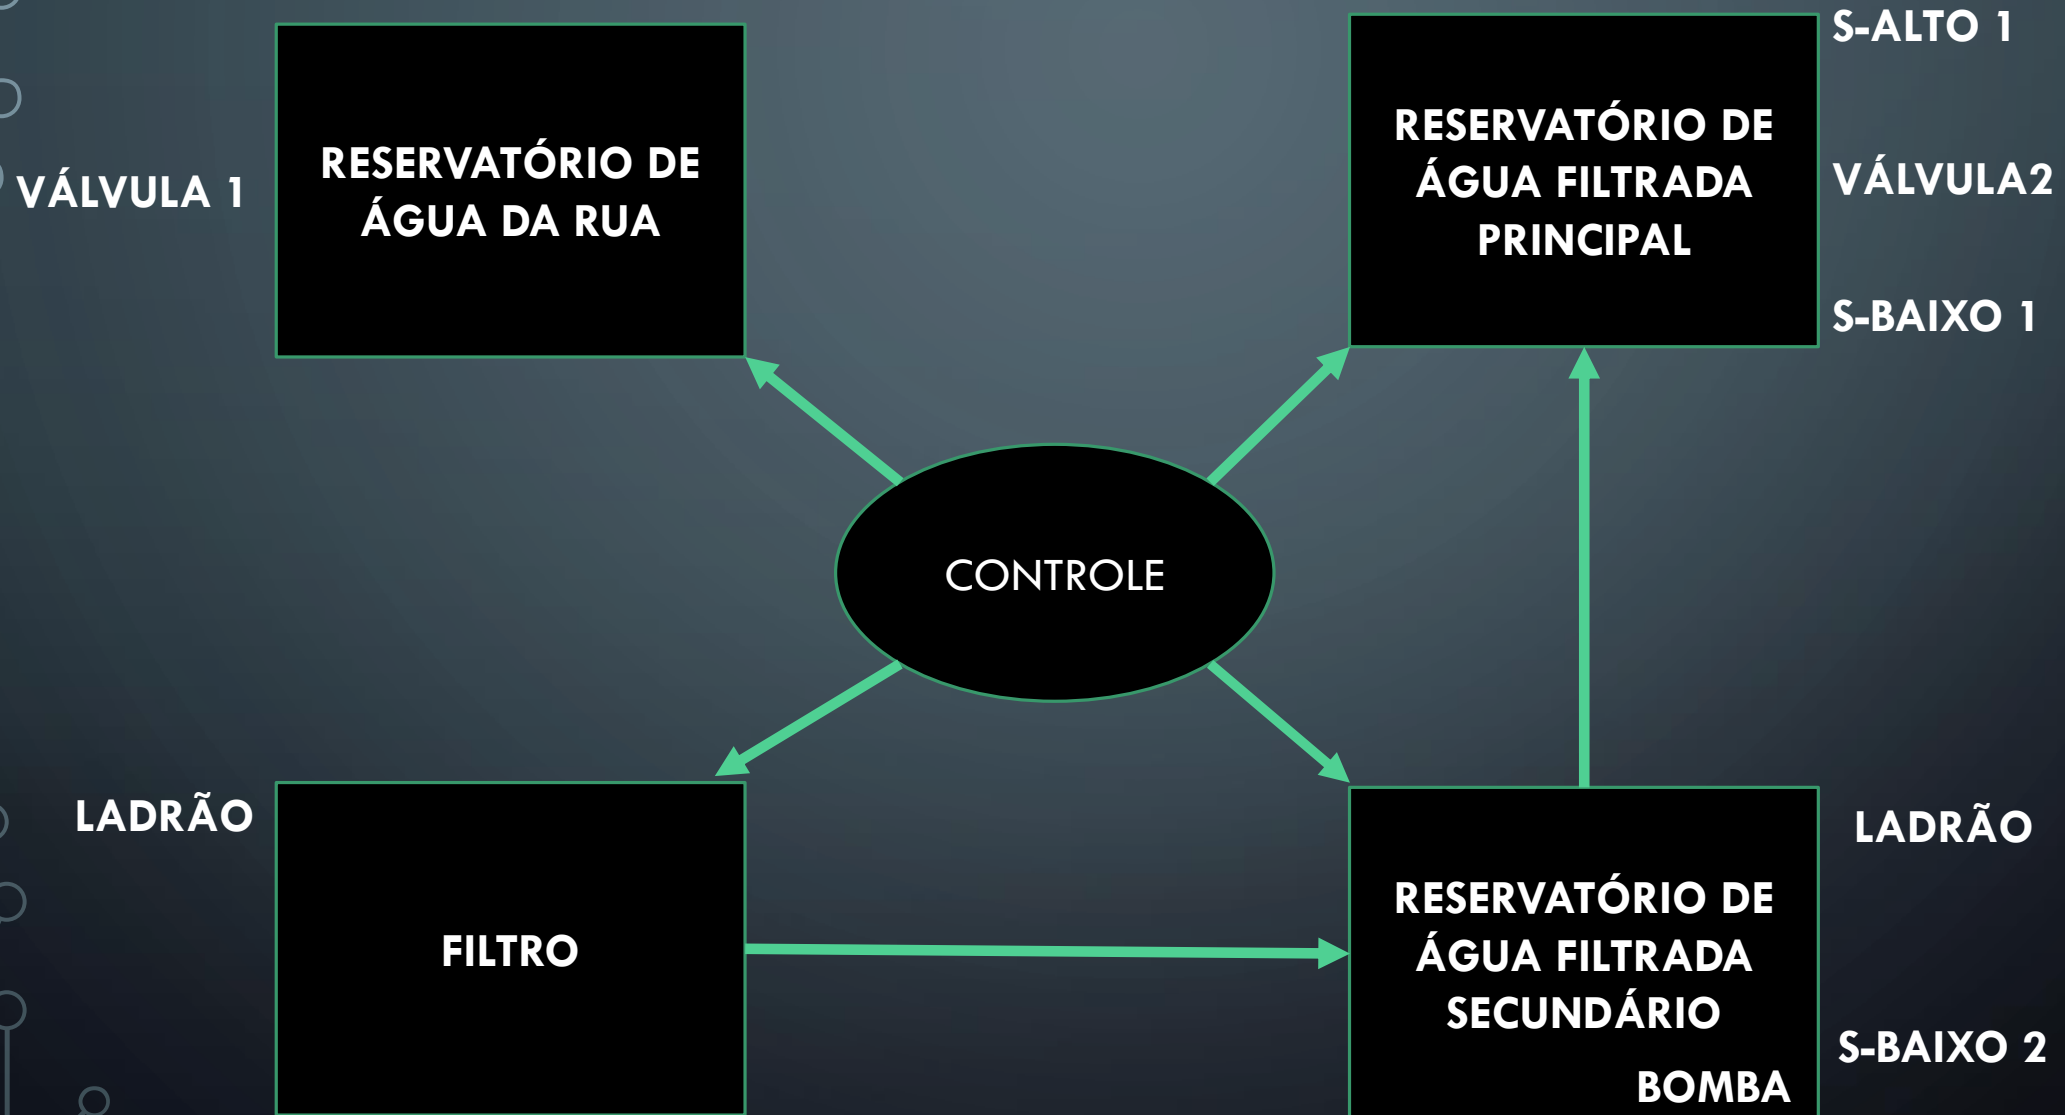 S-ALTO 1
VÁLVULA 1
RESERVATÓRIO DE
ÁGUA DA RUA
RESERVATÓRIO DE
ÁGUA FILTRADA
PRINCIPAL
VÁLVULA2
S-BAIXO 1
CONTROLE
LADRÃO
FILTRO
LADRÃO
RESERVATÓRIO DE
ÁGUA FILTRADA
SECUNDÁRIO
S-BAIXO 2
BOMBA